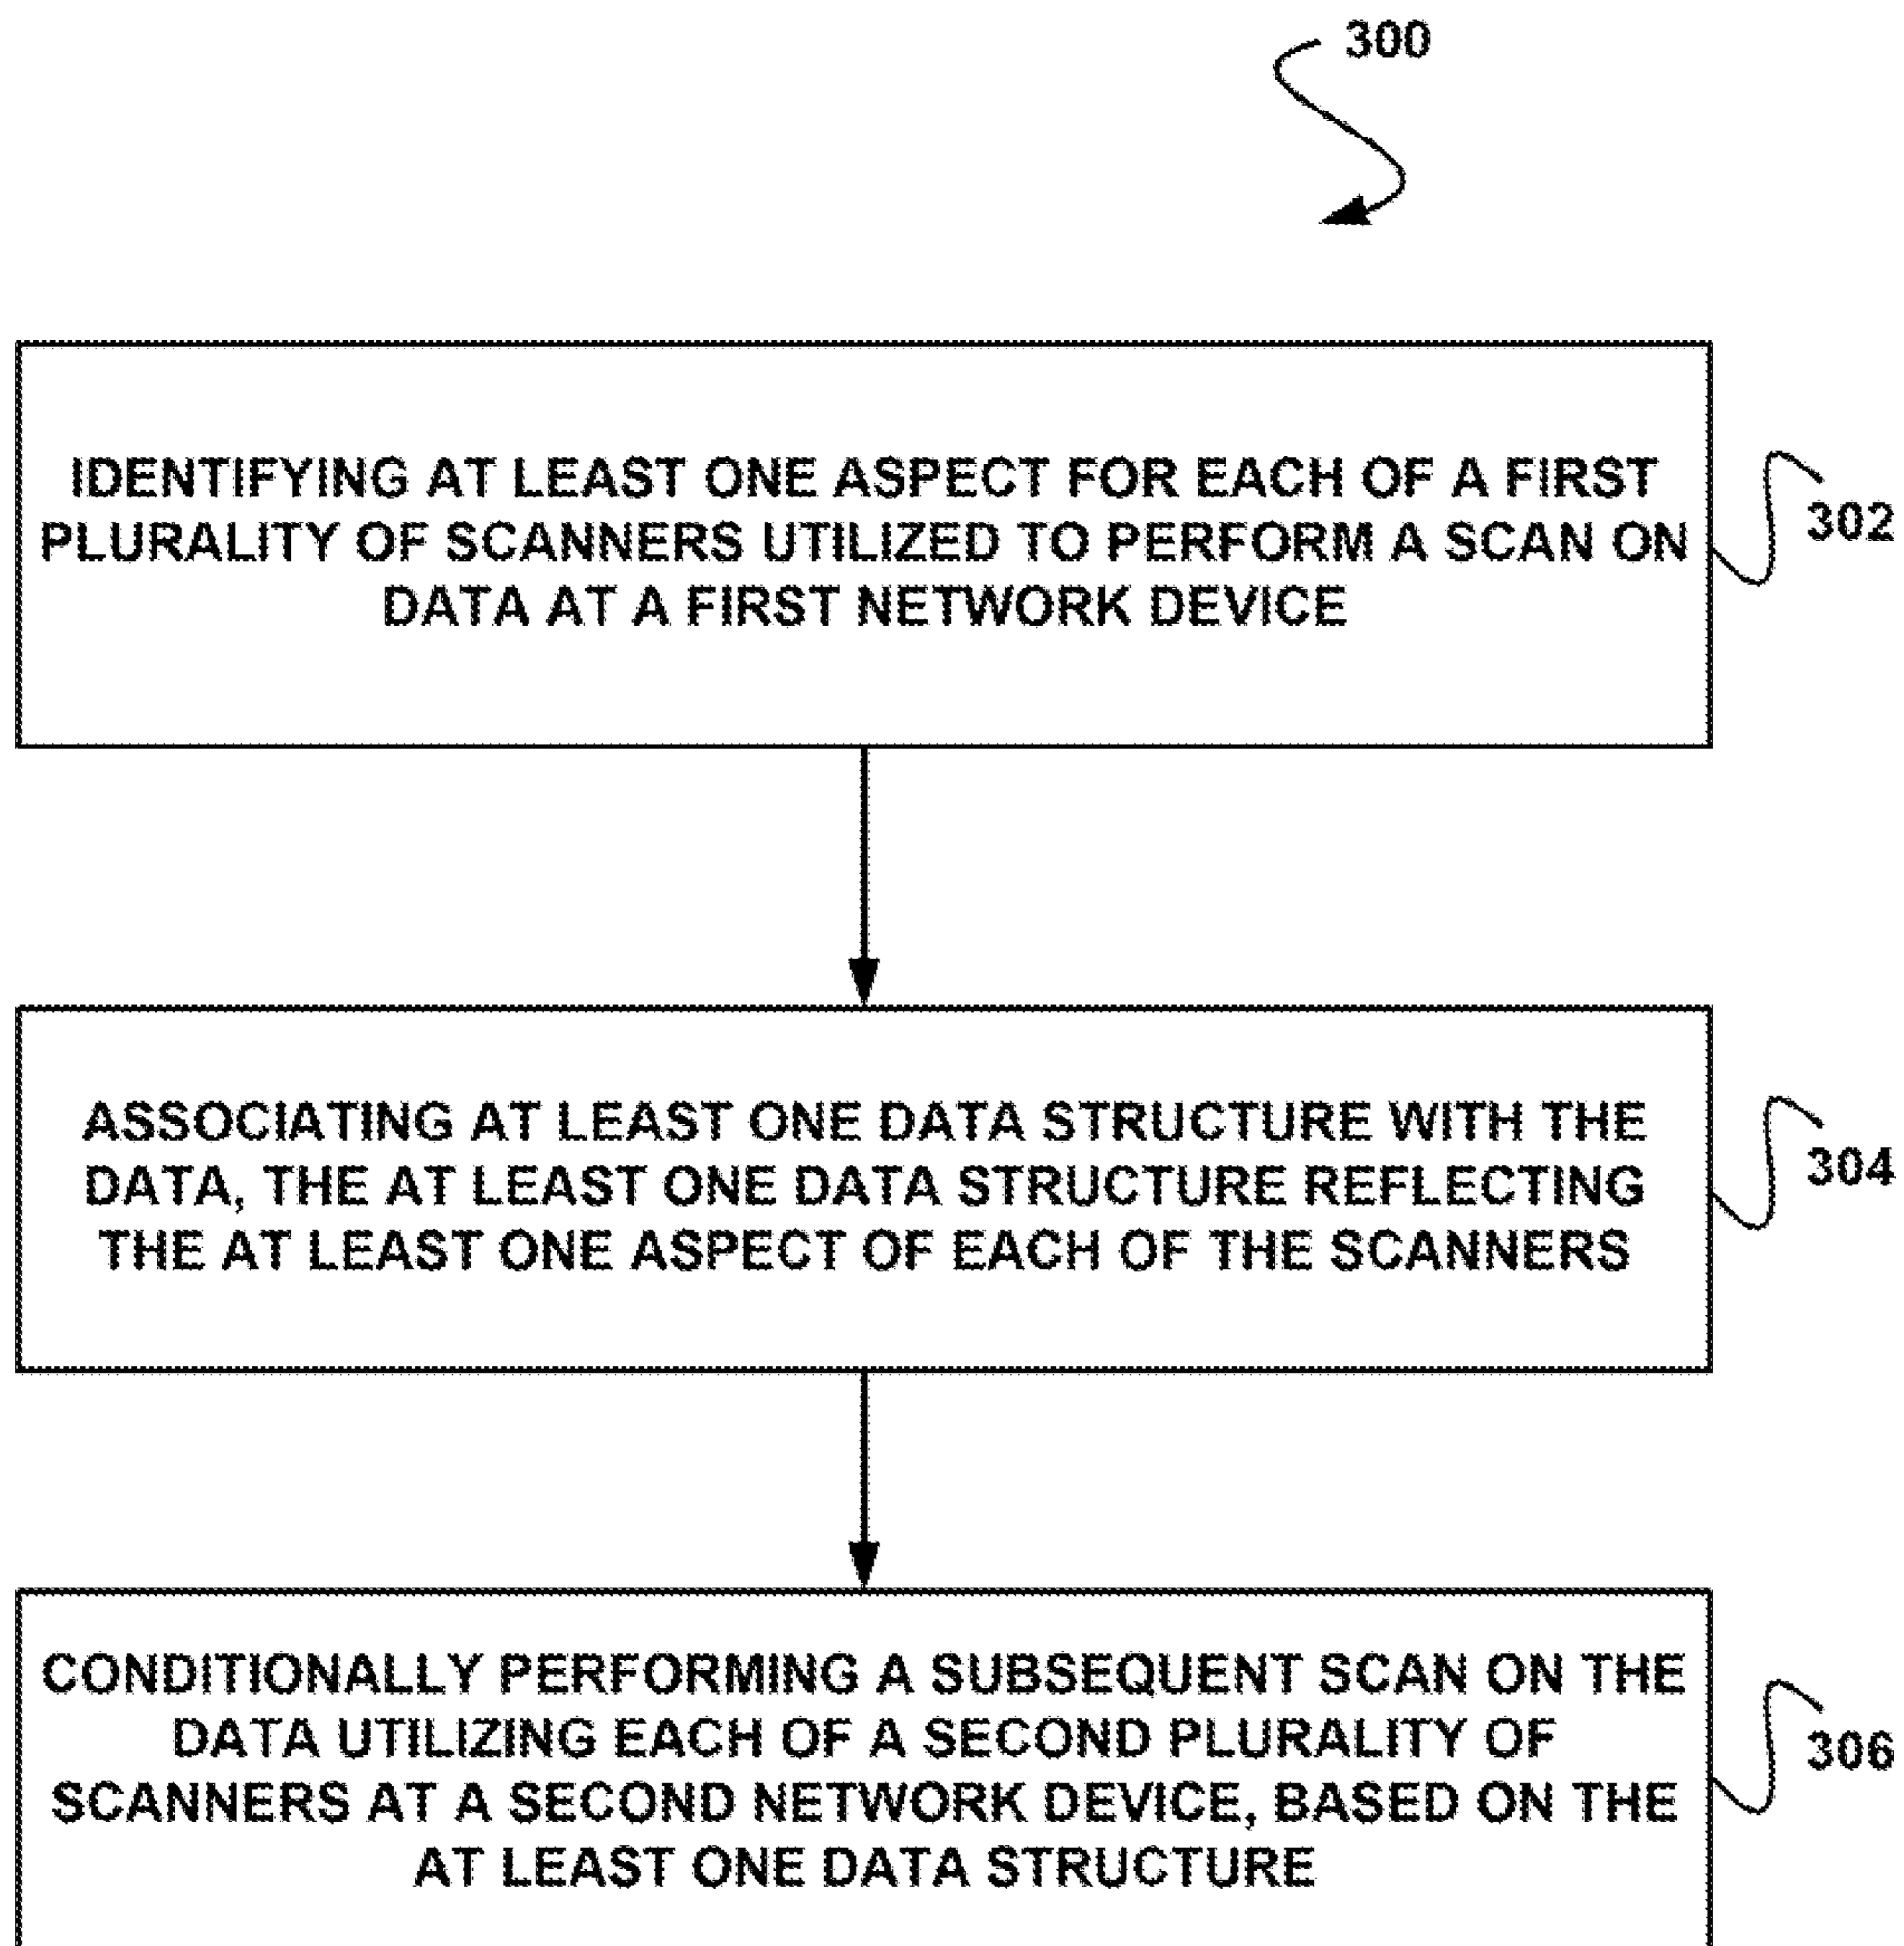 300
IDENTIFYING AT LEAST ONE ASPECT FOR EACH OF A FIRST
PLURALITY OF SCANNERS UTILIZED TO PERFORM A SCAN ON
DATA AT A FIRST NETWORK DEVICE
302
ASSOCIATING AT LEAST ONE DATA STRUCTURE WITH THE
DATA, THE AT LEAST ONE DATA STRUCTURE REFLECTING
THE AT LEAST ONE ASPECT OF EACH OF THE SCANNERS
304
CONDITIONALLY PERFORMING A SUBSEQUENT SCAN ON THE
DATA UTILIZING EACH OF A SECOND PLURALITY OF
SCANNERS AT A SECOND NETWORK DEVICE, BASED ON THE
AT LEAST ONE DATA STRUCTURE
306